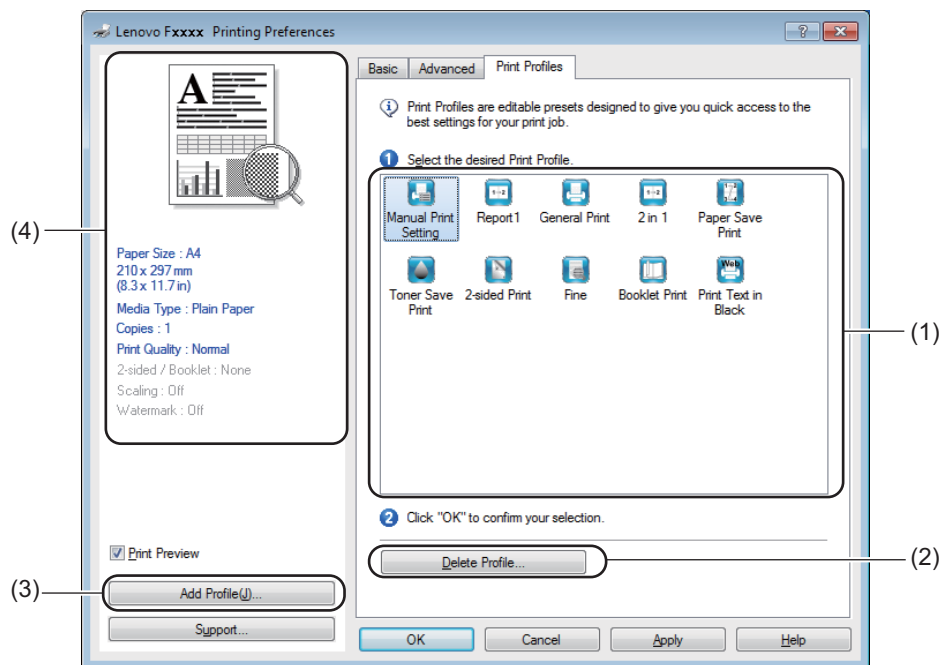 Lenovo Fxxxx Printing Preferences
A
Paper Size : A4
210 x 297 mm
(8.3 x 11.7 in)
Media Type : Plain Paper
Copies : 1
Print Quality : Normal
2-sided / Booklet : None
Scaling : Off
Watermark : Off
(4)
Print Preview
Add Profile(J)...
(3)
Support...
Basic
Advanced
Print Profiles
Print Profiles are editable presets designed to give you quick access to the
best settings for your print job.
1 Select the desired Print Profile.
Manual Print
Setting
Report1
General Print
2 in 1
Paper Save
Print
Toner Save
Print
2-sided Print
Fine
Booklet Print
Web
Print Text in
Black
(1)
2 Click "OK" to confirm your selection.
Delete Profile...
(2)
OK
Cancel
Apply
Help